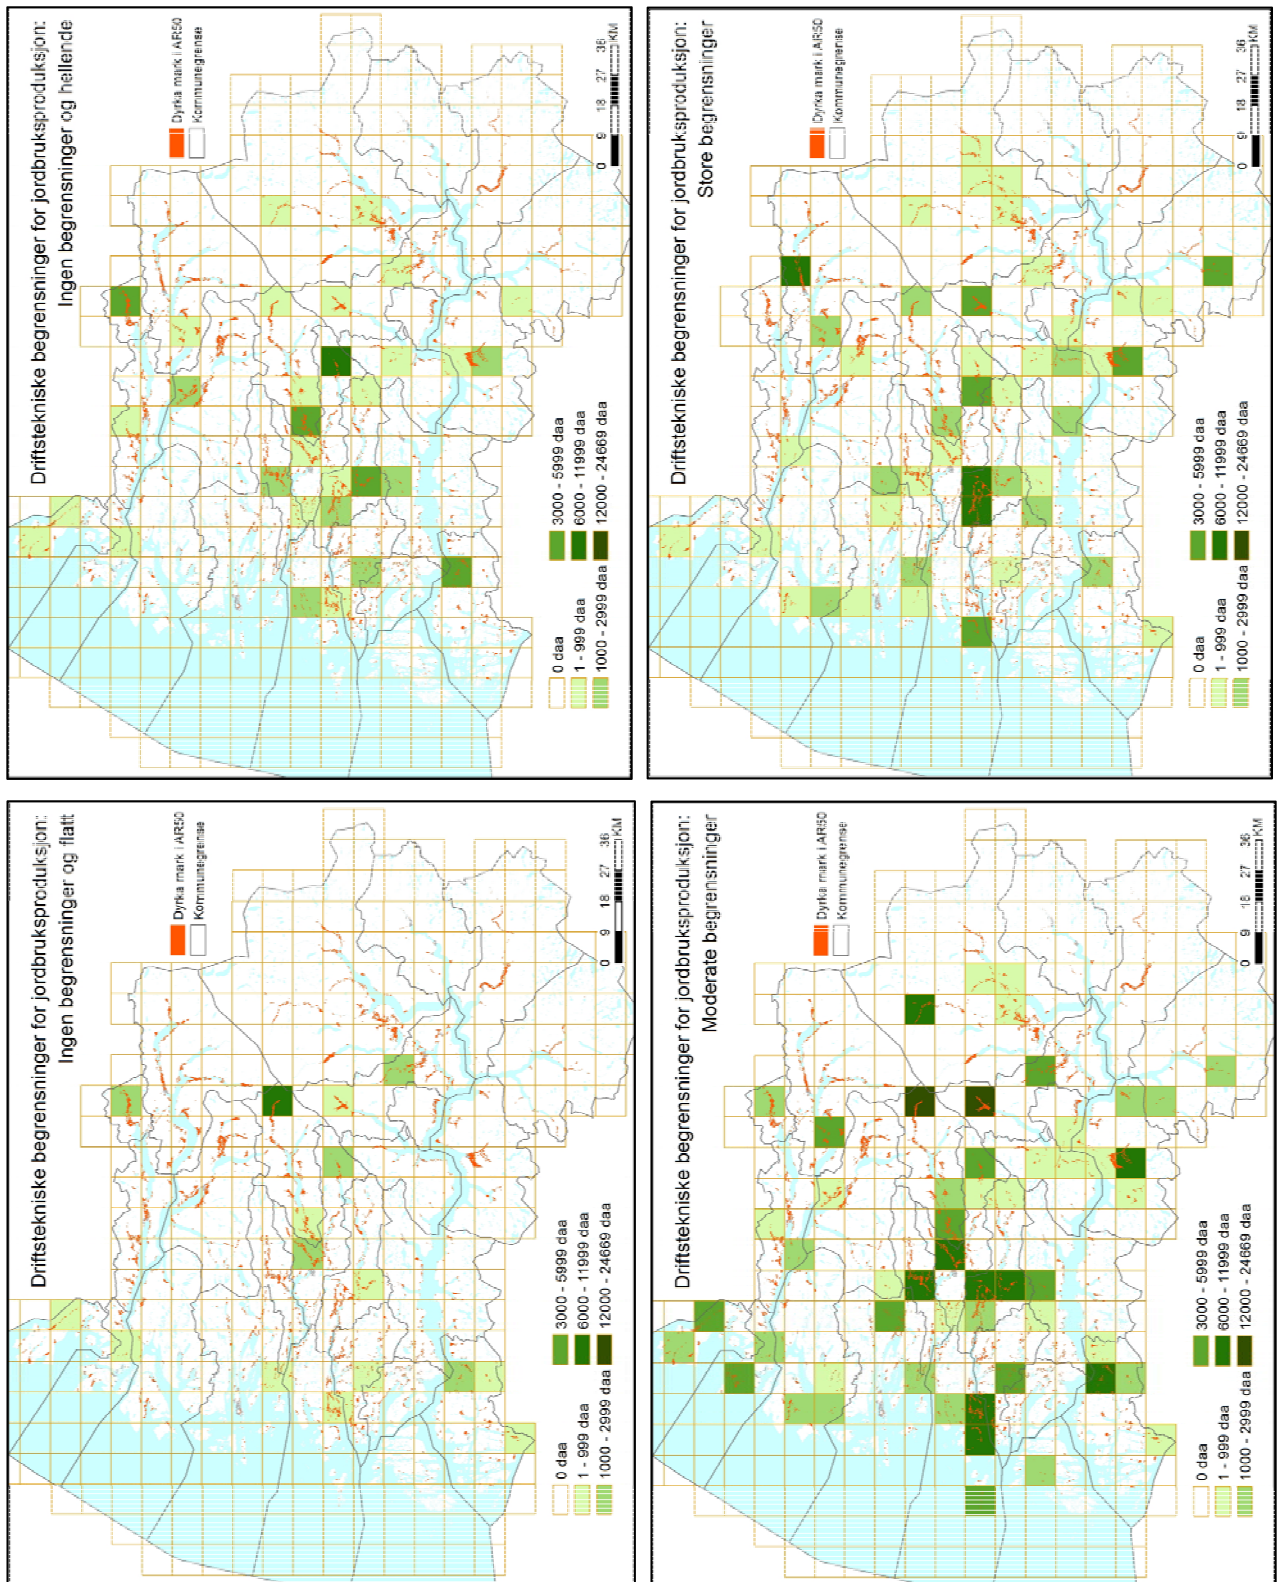 Driftstekniske begrensninger for jordbruksproduksjon:
Ingen begrensninger og hellende
Dyrka mark i AR50
Kommunegrense
0 9 18 27 36
KM
0 daa
1 - 999 daa
1000 - 2999 daa
3000 - 5999 daa
6000 - 11999 daa
12000 - 24669 daa
Driftstekniske begrensninger for jordbruksproduksjon:
Store begrensninger
Dyrka mark i AR50
Kommunegrense
0 9 18 27 36
KM
0 daa
1 - 999 daa
1000 - 2999 daa
3000 - 5999 daa
6000 - 11999 daa
12000 - 24669 daa
Driftstekniske begrensninger for jordbruksproduksjon:
Ingen begrensninger og flatt
Dyrka mark i AR50
Kommunegrense
0 9 18 27 36
KM
0 daa
1 - 999 daa
1000 - 2999 daa
3000 - 5999 daa
6000 - 11999 daa
12000 - 24669 daa
Driftstekniske begrensninger for jordbruksproduksjon:
Moderate begrensninger
Dyrka mark i AR50
Kommunegrense
0 9 18 27 36
KM
0 daa
1 - 999 daa
1000 - 2999 daa
3000 - 5999 daa
6000 - 11999 daa
12000 - 24669 daa